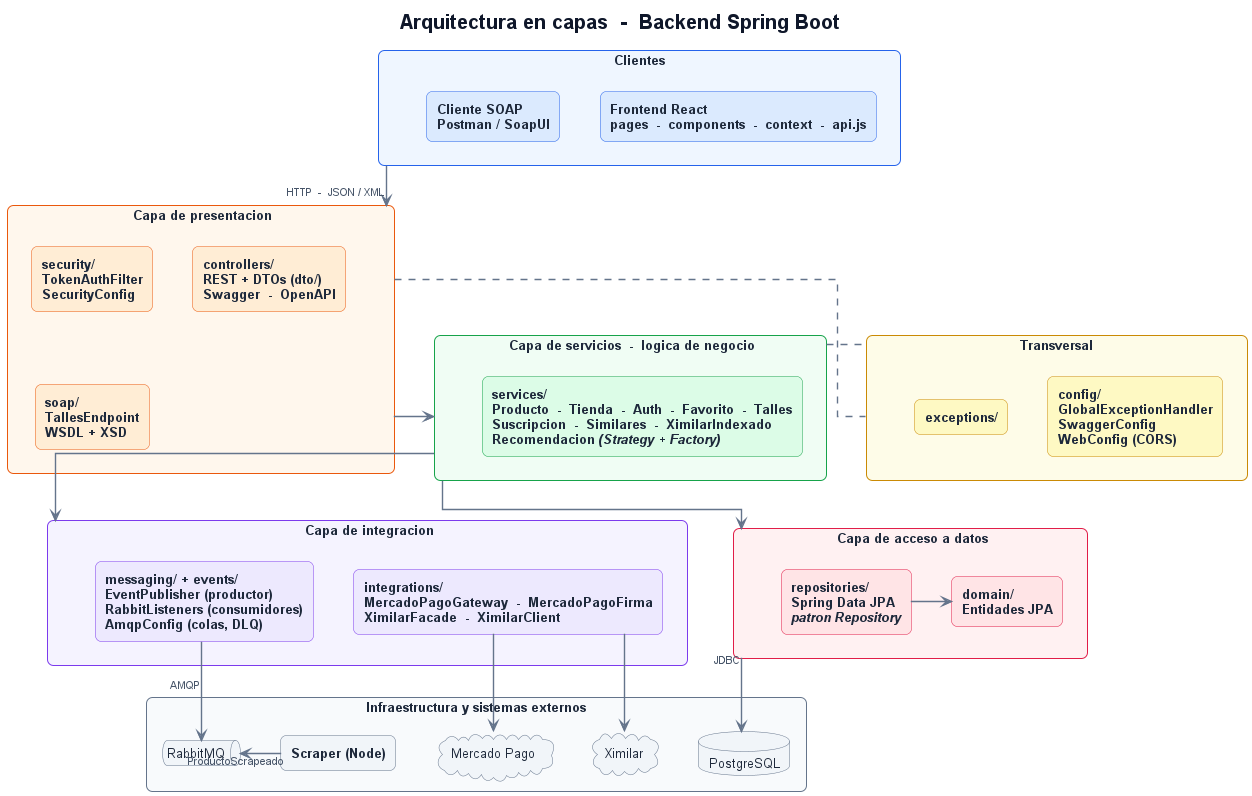 Arquitectura en capas - Backend Spring Boot
Clientes
Cliente SOAP
Postman / SoapUI
Frontend React
pages - components - context - api.js
HTTP - JSON / XML
Capa de presentacion
security/
TokenAuthFilter
SecurityConfig
controllers/
REST + DTOs (dto/)
Swagger - OpenAPI
soap/
TallesEndpoint
WSDL + XSD
Capa de servicios - logica de negocio
services/
Producto - Tienda - Auth - Favorito - Talles
Suscripcion - Similares - XimilarIndexado
Recomendacion (Strategy + Factory)
Transversal
exceptions/
config/
GlobalExceptionHandler
SwaggerConfig
WebConfig (CORS)
Capa de integracion
messaging/ + events/
EventPublisher (productor)
RabbitListeners (consumidores)
AmqpConfig (colas, DLQ)
integrations/
MercadoPagoGateway - MercadoPagoFirma
XimilarFacade - XimilarClient
Capa de acceso a datos
repositories/
Spring Data JPA
patron Repository
domain/
Entidades JPA
JDBC
AMQP
Infraestructura y sistemas externos
RabbitMQ
ProductoScrapeado
Scraper (Node)
Mercado Pago
Ximilar
PostgreSQL